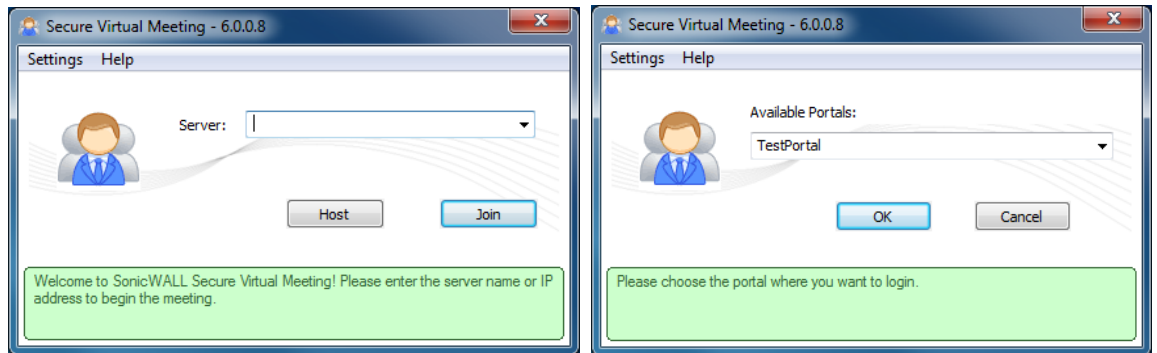 Secure Virtual Meeting - 6.0.0.8
Settings Help
Server:
Host Join
Welcome to SonicWALL Secure Virtual Meeting! Please enter the server name or IP
address to begin the meeting.
Secure Virtual Meeting - 6.0.0.8
Settings Help
Available Portals:
TestPortal
OK Cancel
Please choose the portal where you want to login.